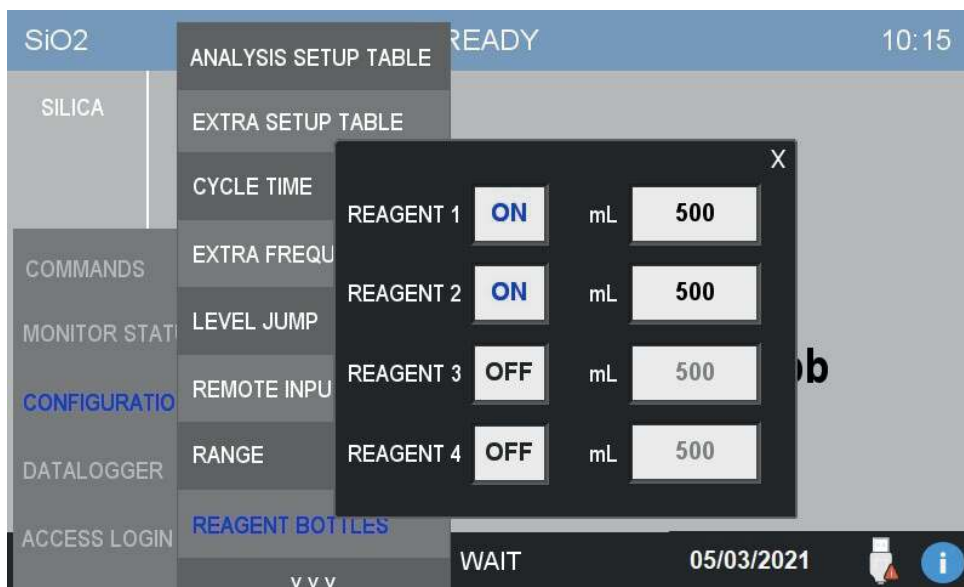 SiO2
READY
10:15
SILICA
COMMANDS
MONITOR STAT
CONFIGURATIO
DATALOGGER
ACCESS LOGIN
ANALYSIS SETUP TABLE
EXTRA SETUP TABLE
CYCLE TIME
EXTRA FREQU
LEVEL JUMP
REMOTE INPU
RANGE
REAGENT BOTTLES
X
REAGENT 1 ON mL 500
REAGENT 2 ON mL 500
REAGENT 3 OFF mL 500
REAGENT 4 OFF mL 500
b
WAIT
05/03/2021
i